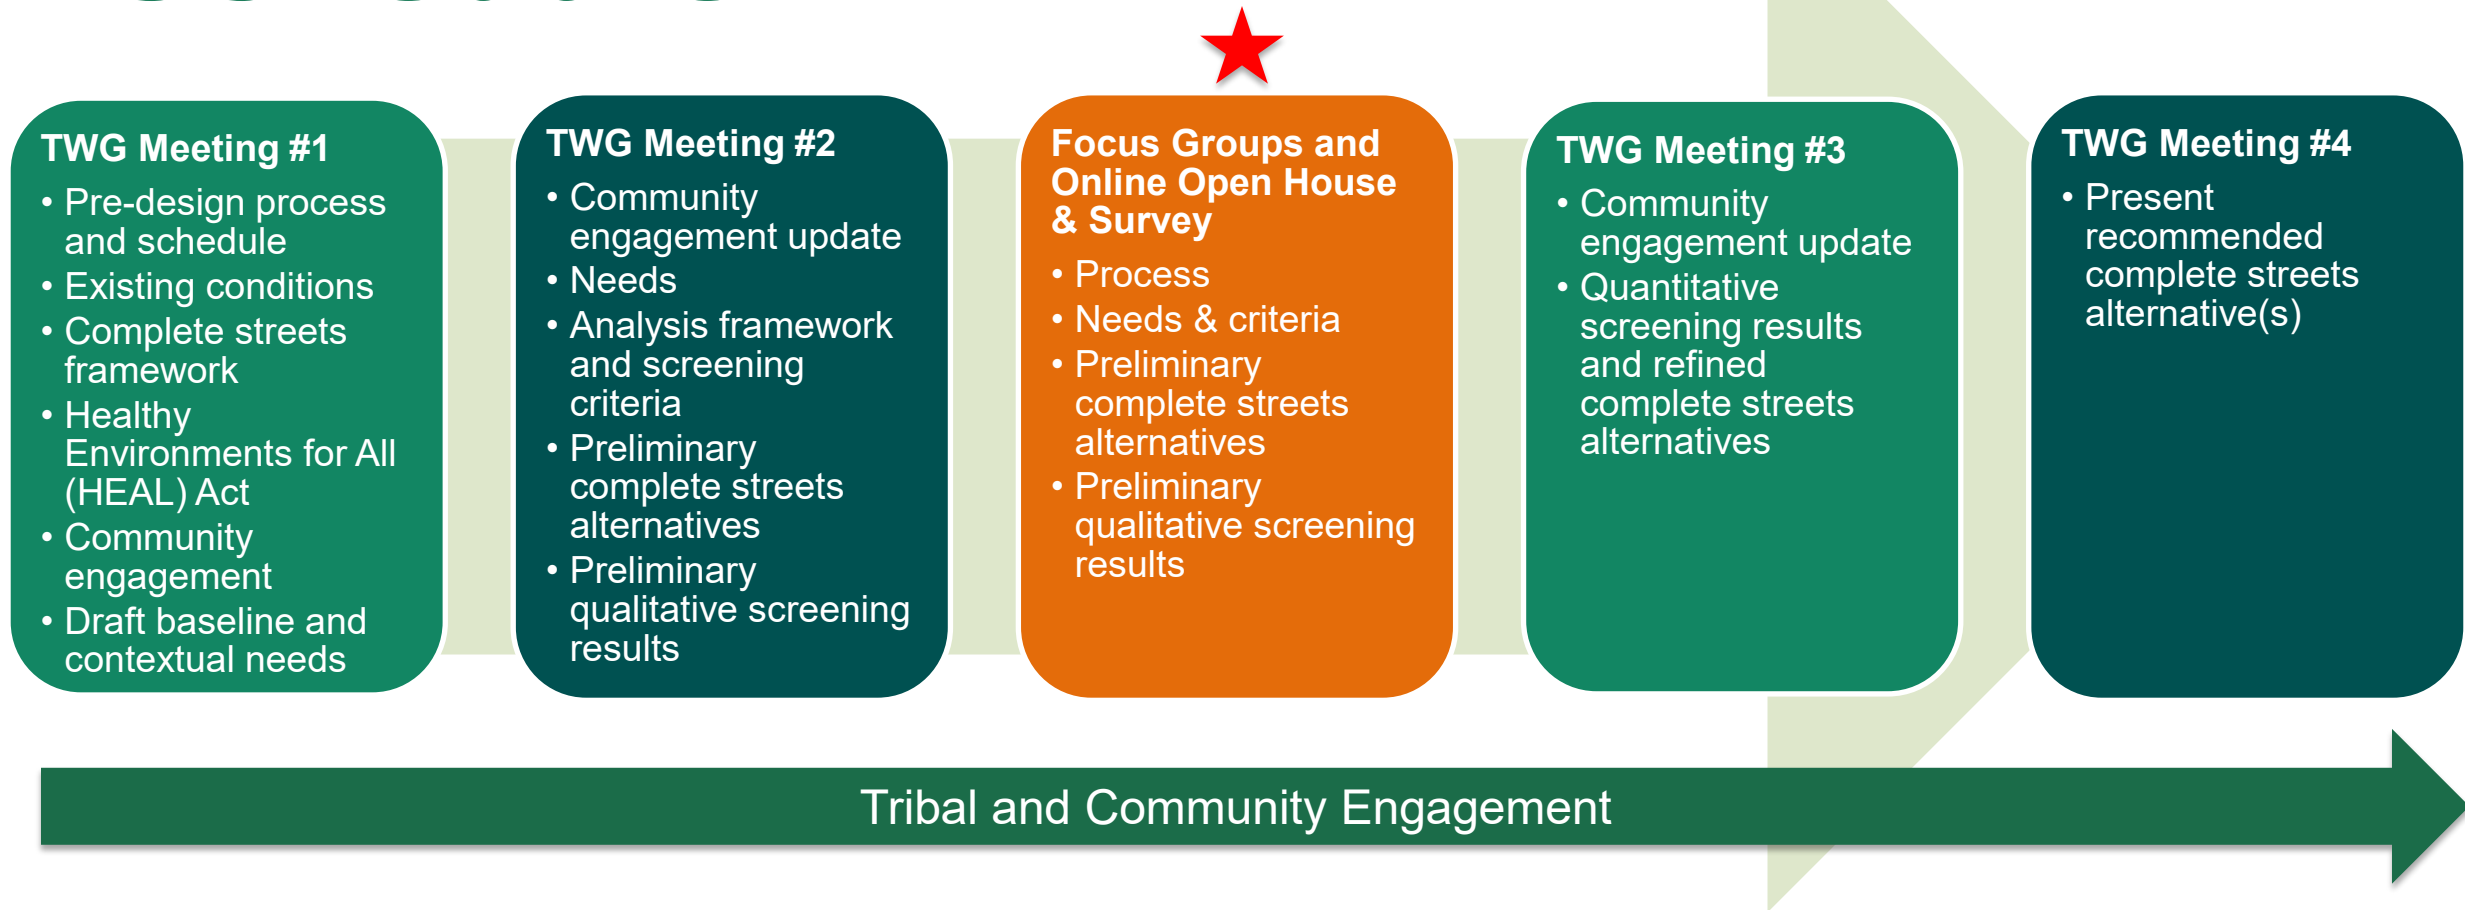 TWG Meeting #1
• Pre-design process
and schedule
• Existing conditions
• Complete streets
framework
• Healthy
Environments for All
(HEAL) Act
• Community
engagement
• Draft baseline and
contextual needs
TWG Meeting #2
• Community
engagement update
• Needs
• Analysis framework
and screening
criteria
• Preliminary
complete streets
alternatives
• Preliminary
qualitative screening
results
Focus Groups and
Online Open House
& Survey
• Process
• Needs & criteria
• Preliminary
complete streets
alternatives
• Preliminary
qualitative screening
results
TWG Meeting #3
• Community
engagement update
• Quantitative
screening results
and refined
complete streets
alternatives
TWG Meeting #4
• Present
recommended
complete streets
alternative(s)
Tribal and Community Engagement